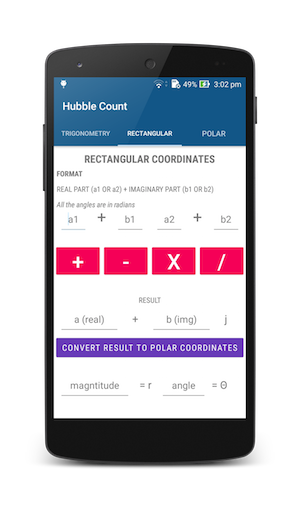 49% 3:02 pm
Hubble Count
TRIGONOMETRY RECTANGULAR POLAR
RECTANGULAR COORDINATES
FORMAT
REAL PART (a1 OR a2) + IMAGINARY PART (b1 OR b2)
All the angles are in radians
a1 + b1 a2 + b2
+ - X /
RESULT
a (real) + b (img) j
CONVERT RESULT TO POLAR COORDINATES
magntitude = r angle = Θ